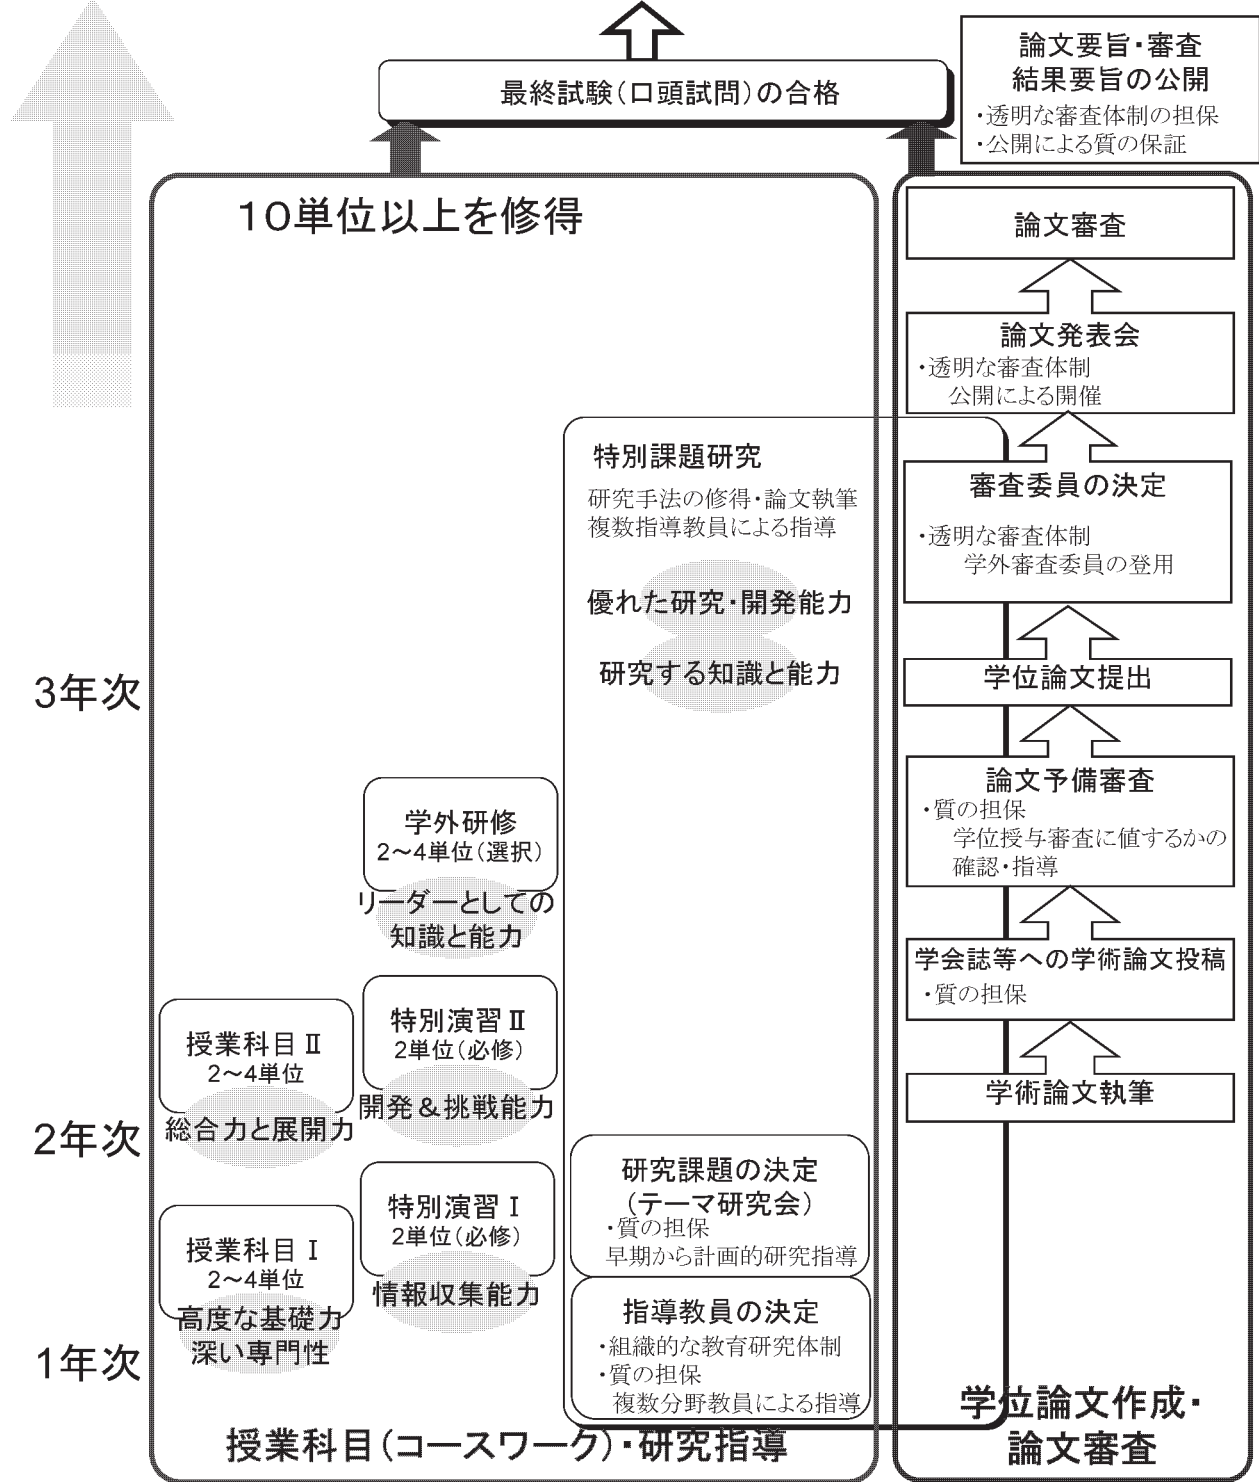 最終試験(口頭試問)の合格
論文要旨・審査
結果要旨の公開
・透明な審査体制の担保
・公開による質の保証
10単位以上を修得
特別課題研究
研究手法の修得・論文執筆
複数指導教員による指導
優れた研究・開発能力
研究する知識と能力
3年次
学外研修
2~4単位(選択)
リーダーとしての
知識と能力
特別演習Ⅱ
2単位(必修)
開発&挑戦能力
授業科目Ⅱ
2~4単位
総合力と展開力
2年次
特別演習Ⅰ
2単位(必修)
情報収集能力
授業科目Ⅰ
2~4単位
高度な基礎力
深い専門性
1年次
研究課題の決定
(テーマ研究会)
・質の担保
早期から計画的研究指導
指導教員の決定
・組織的な教育研究体制
・質の担保
複数分野教員による指導
授業科目(コースワーク)・研究指導
論文審査
論文発表会
・透明な審査体制
公開による開催
審査委員の決定
・透明な審査体制
学外審査委員の登用
学位論文提出
論文予備審査
・質の担保
学位授与審査に値するかの
確認・指導
学会誌等への学術論文投稿
・質の担保
学術論文執筆
学位論文作成・
論文審査